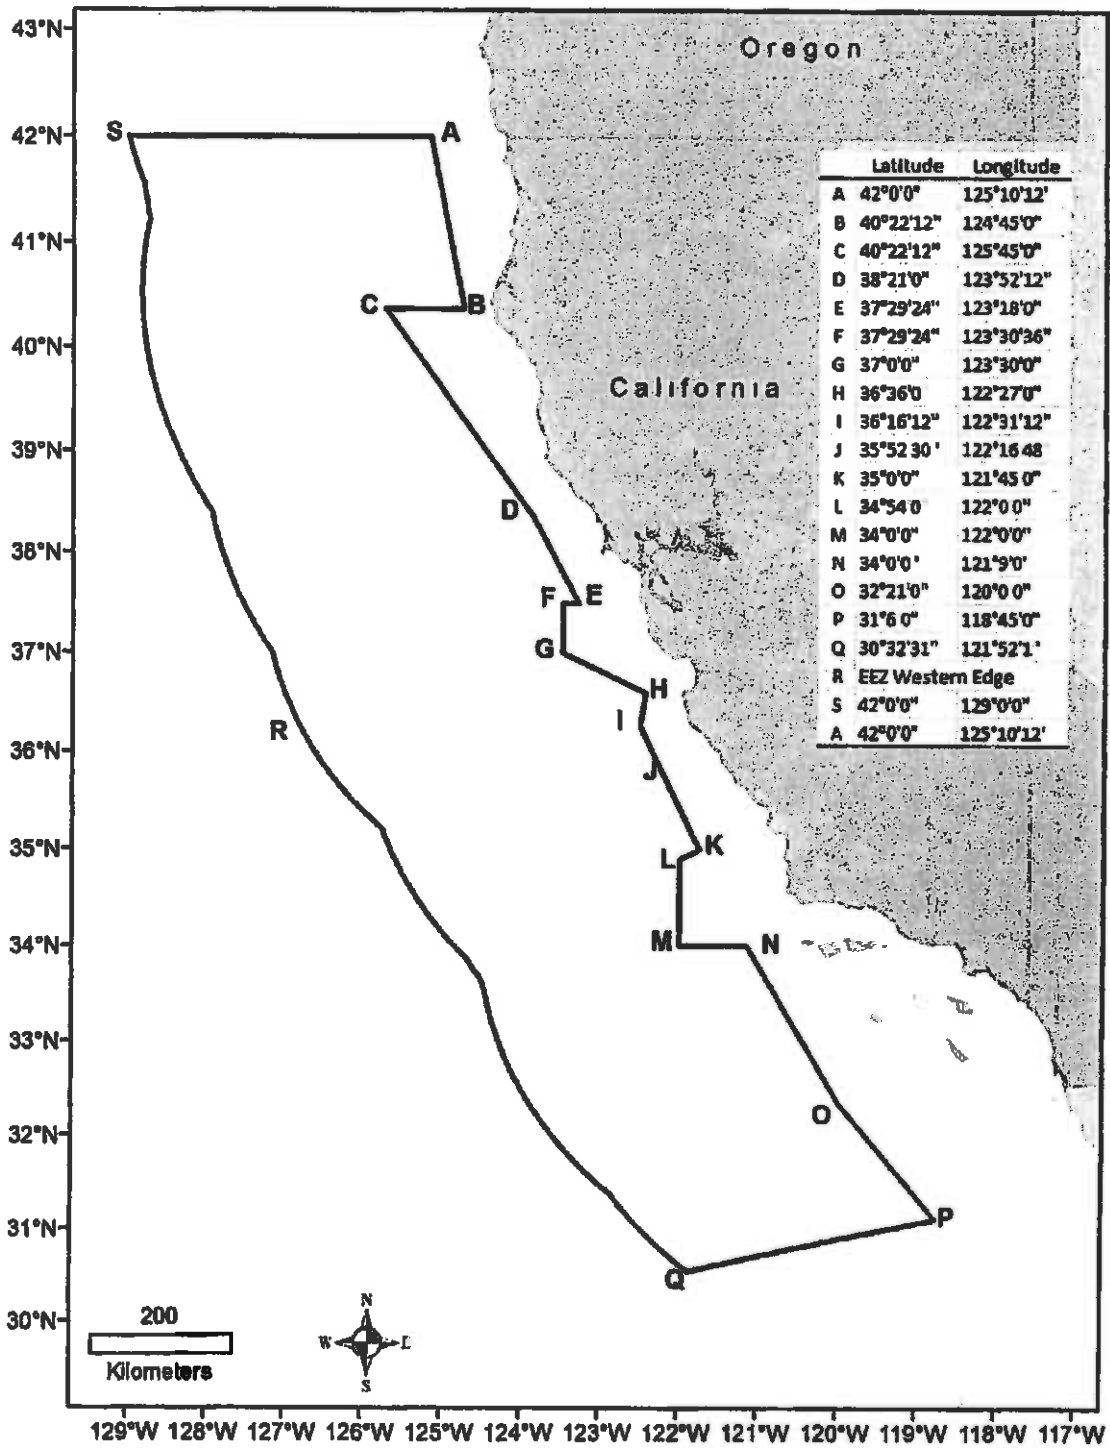 43°N
Oregon
42°N
S
A
Latitude Longitude
A 42°0'0" 125°10'12'
B 40°22'12" 124°45'0"
C 40°22'12" 125°45'0"
D 38°21'0" 123°52'12"
E 37°29'24" 123°18'0"
F 37°29'24" 123°30'36"
G 37°0'0" 123°30'0"
H 36°36'0 122°27'0"
I 36°16'12" 122°31'12"
J 35°52 30' 122°16 48
K 35°0'0" 121°45 0"
L 34°54 0 122°0 0"
M 34°0'0" 122°0'0"
N 34°0'0' 121°9'0'
O 32°21'0" 120°0 0"
P 31°6 0" 118°45'0"
Q 30°32'31" 121°52'1'
R EEZ Western Edge
S 42°0'0" 129°0'0"
A 42°0'0" 125°10'12'
41°N
C
B
40°N
California
39°N
D
38°N
F
E
37°N
G
H
I
R
36°N
J
35°N
K
L
34°N
M
N
33°N
O
32°N
31°N
P
Q
30°N
200
Kilometers
N
W
E
S
129°W 128°W 127°W 126°W 125°W 124°W 123°W 122°W 121°W 120°W 119°W 118°W 117°W